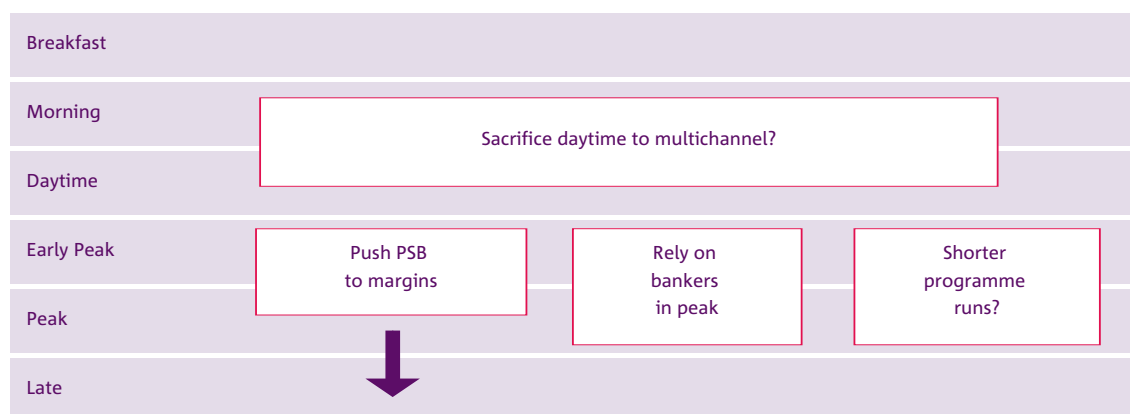 Breakfast
Morning
Sacrifice daytime to multichannel?
Daytime
Early Peak
Push PSB
to margins
Rely on
bankers
in peak
Shorter
programme
runs?
Peak
Late